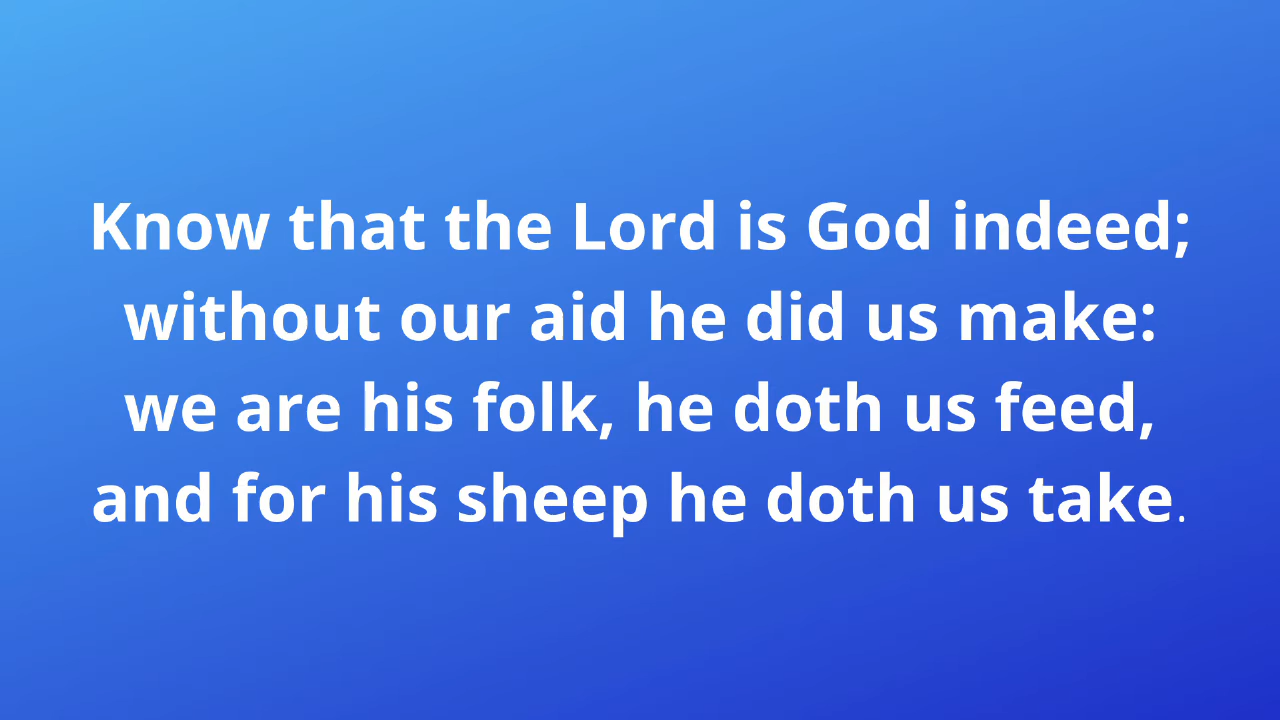 Know that the Lord is God indeed;
without our aid he did us make:
we are his folk, he doth us feed,
and for his sheep he doth us take.